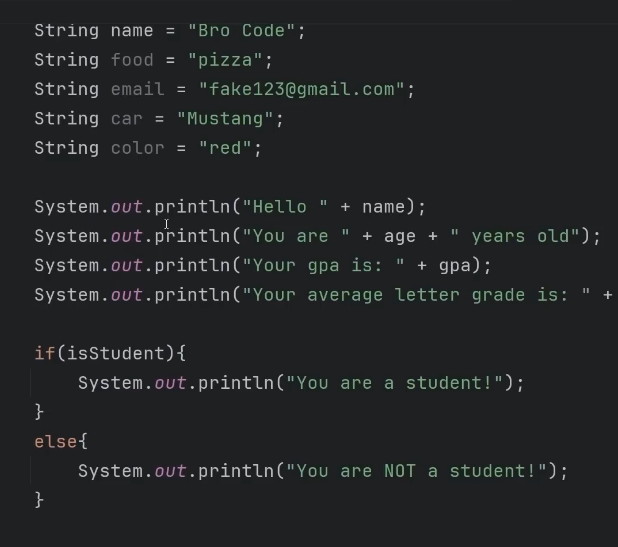 String name = "Bro Code";
String food = "pizza";
String email = "fake123@gmail.com";
String car = "Mustang";
String color = "red";
System.out.println("Hello " + name);
System.out.println("You are " + age + " years old");
System.out.println("Your gpa is: " + gpa);
System.out.println("Your average letter grade is: " +
if(isStudent){
System.out.println("You are a student!");
}
else{
System.out.println("You are NOT a student!");
}